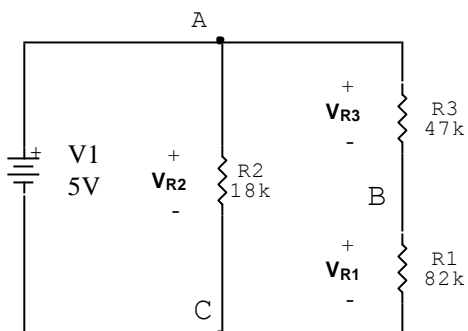 A
+
V1
5V
+
VR2
-
R2
18k
+
VR3
-
R3
47k
B
+
VR1
-
R1
82k
C